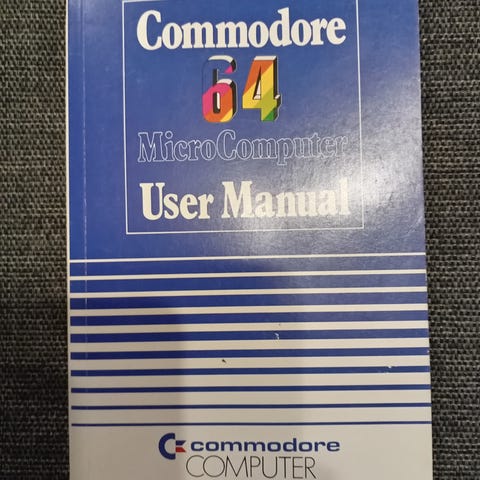 Commodore
64
MicroComputer
User Manual
commodore
COMPUTER